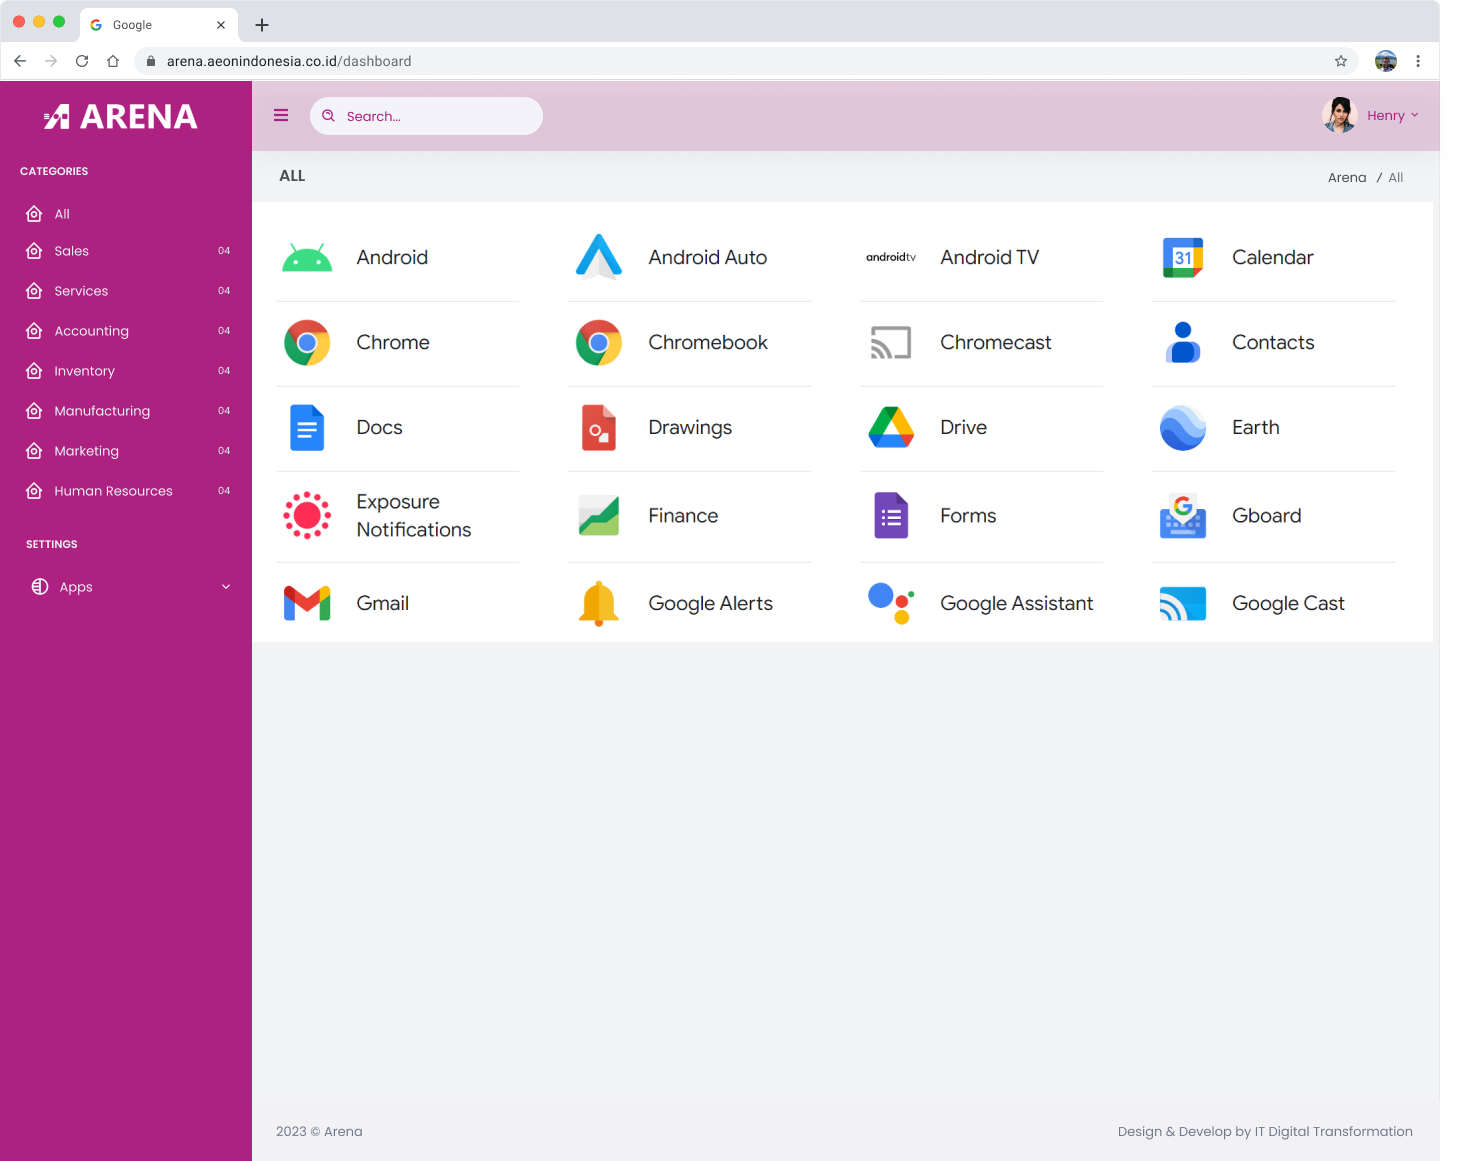 Google
arena.aeonindonesia.co.id/dashboard
ARENA
Search...
Henry
CATEGORIES
ALL
Arena / All
All
Sales 04
Services 04
Accounting 04
Inventory 04
Manufacturing 04
Marketing 04
Human Resources 04
SETTINGS
Apps
Android
Android Auto
androidtv
Android TV
31
Calendar
Chrome
Chromebook
Chromecast
Contacts
Docs
Drawings
Drive
Earth
Exposure
Notifications
Finance
Forms
G
Gboard
Gmail
Google Alerts
Google Assistant
Google Cast
2023 © Arena
Design & Develop by IT Digital Transformation